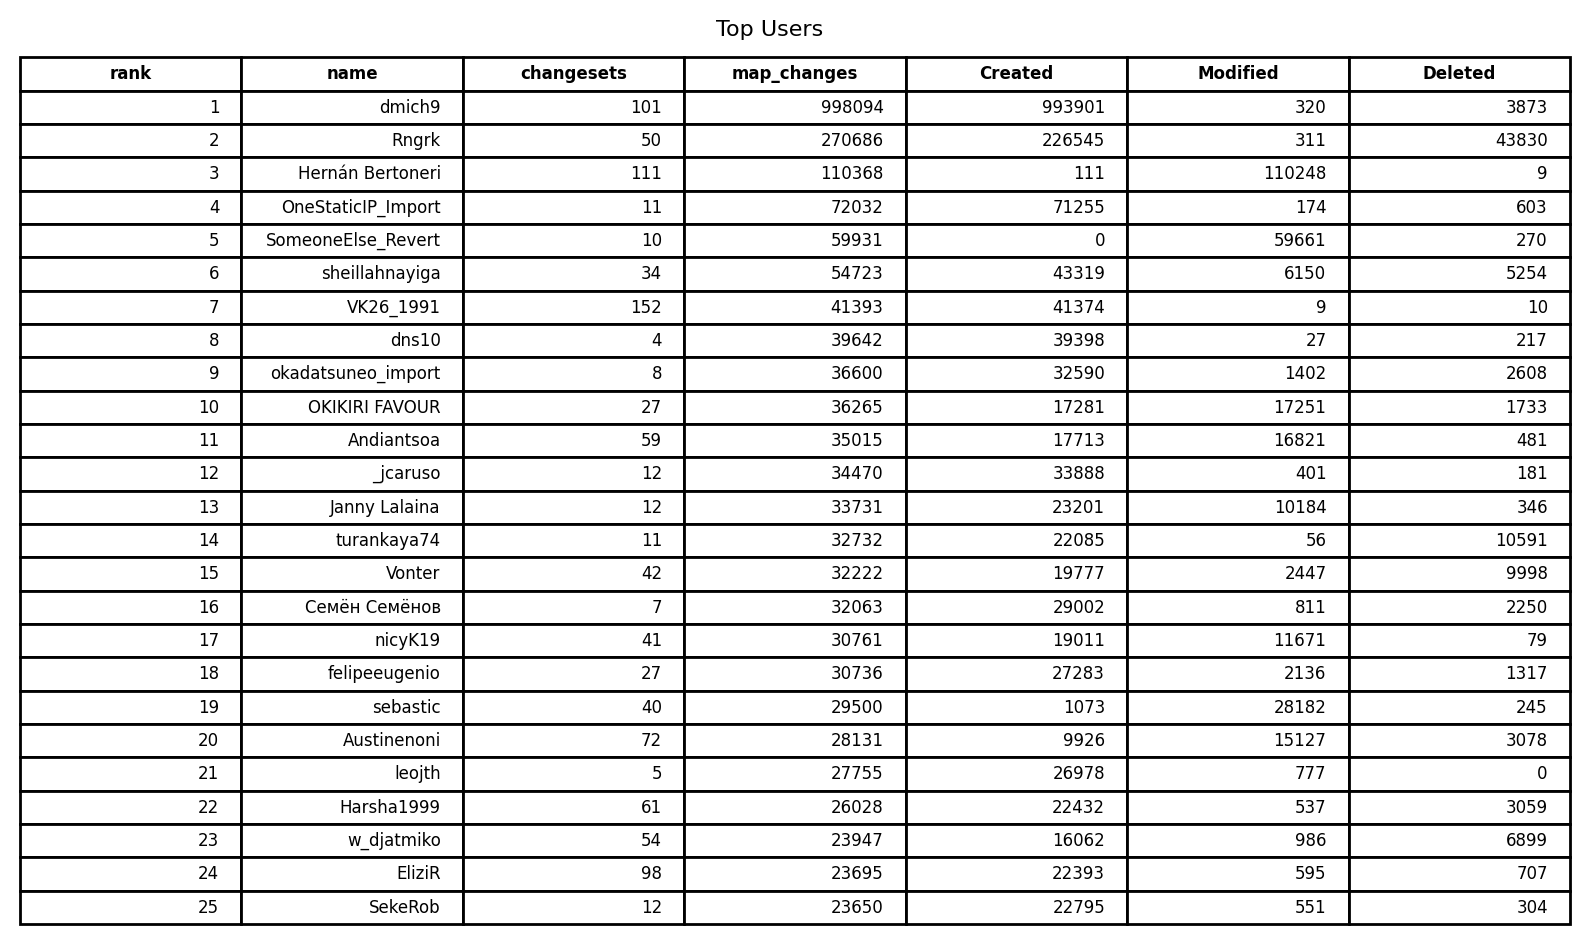 Top Users
rank name changesets map_changes Created Modified Deleted
1 dmich9 101 998094 993901 320 3873
2 Rngrk 50 270686 226545 311 43830
3 Hernán Bertoneri 111 110368 111 110248 9
4 OneStaticIP_Import 11 72032 71255 174 603
5 SomeoneElse_Revert 10 59931 0 59661 270
6 sheillahnayiga 34 54723 43319 6150 5254
7 VK26_1991 152 41393 41374 9 10
8 dns10 4 39642 39398 27 217
9 okadatsuneo_import 8 36600 32590 1402 2608
10 OKIKIRI FAVOUR 27 36265 17281 17251 1733
11 Andiantsoa 59 35015 17713 16821 481
12 _jcaruso 12 34470 33888 401 181
13 Janny Lalaina 12 33731 23201 10184 346
14 turankaya74 11 32732 22085 56 10591
15 Vonter 42 32222 19777 2447 9998
16 Семён Семёнов 7 32063 29002 811 2250
17 nicyK19 41 30761 19011 11671 79
18 felipeeugenio 27 30736 27283 2136 1317
19 sebastic 40 29500 1073 28182 245
20 Austinenoni 72 28131 9926 15127 3078
21 leojth 5 27755 26978 777 0
22 Harsha1999 61 26028 22432 537 3059
23 w_djatmiko 54 23947 16062 986 6899
24 EliziR 98 23695 22393 595 707
25 SekeRob 12 23650 22795 551 304